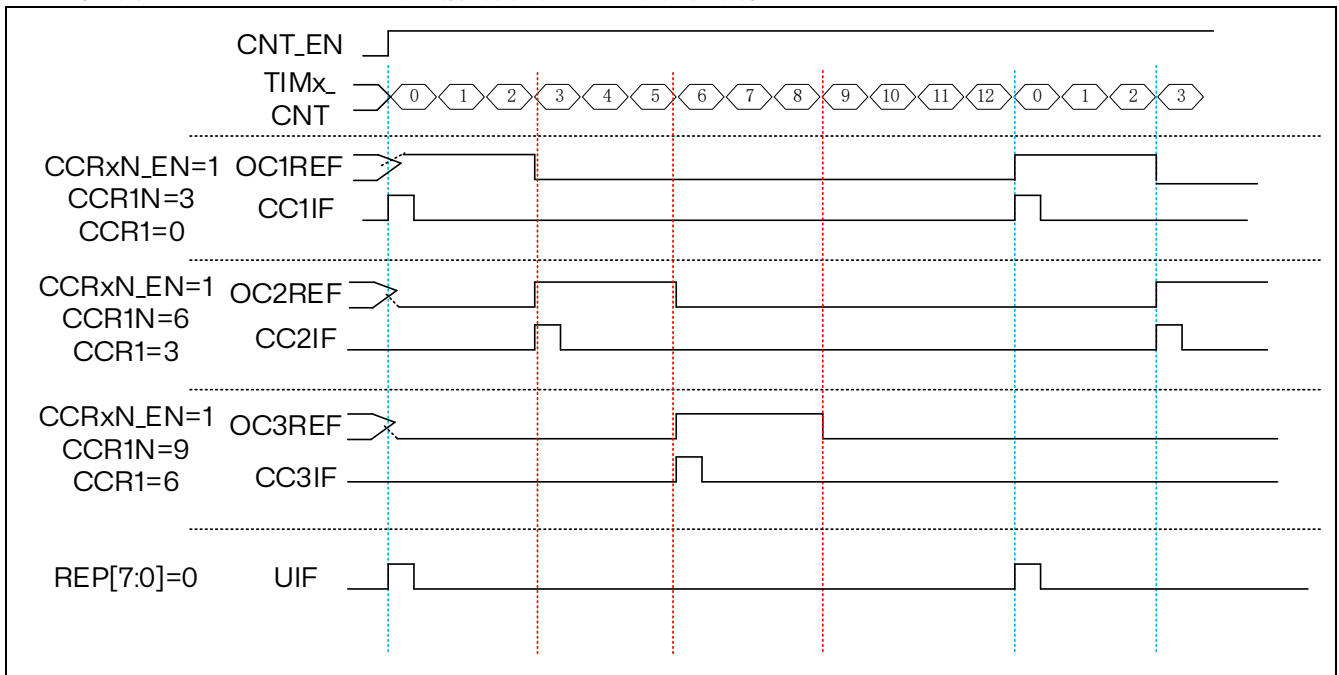 CNT_EN
TIMx_
CNT
0 1 2 3 4 5 6 7 8 9 10 11 12 0 1 2 3
CCRxN_EN=1 OC1REF
CCR1N=3 CC1IF
CCR1=0
CCRxN_EN=1 OC2REF
CCR1N=6 CC2IF
CCR1=3
CCRxN_EN=1 OC3REF
CCR1N=9 CC3IF
CCR1=6
REP[7:0]=0 UIF